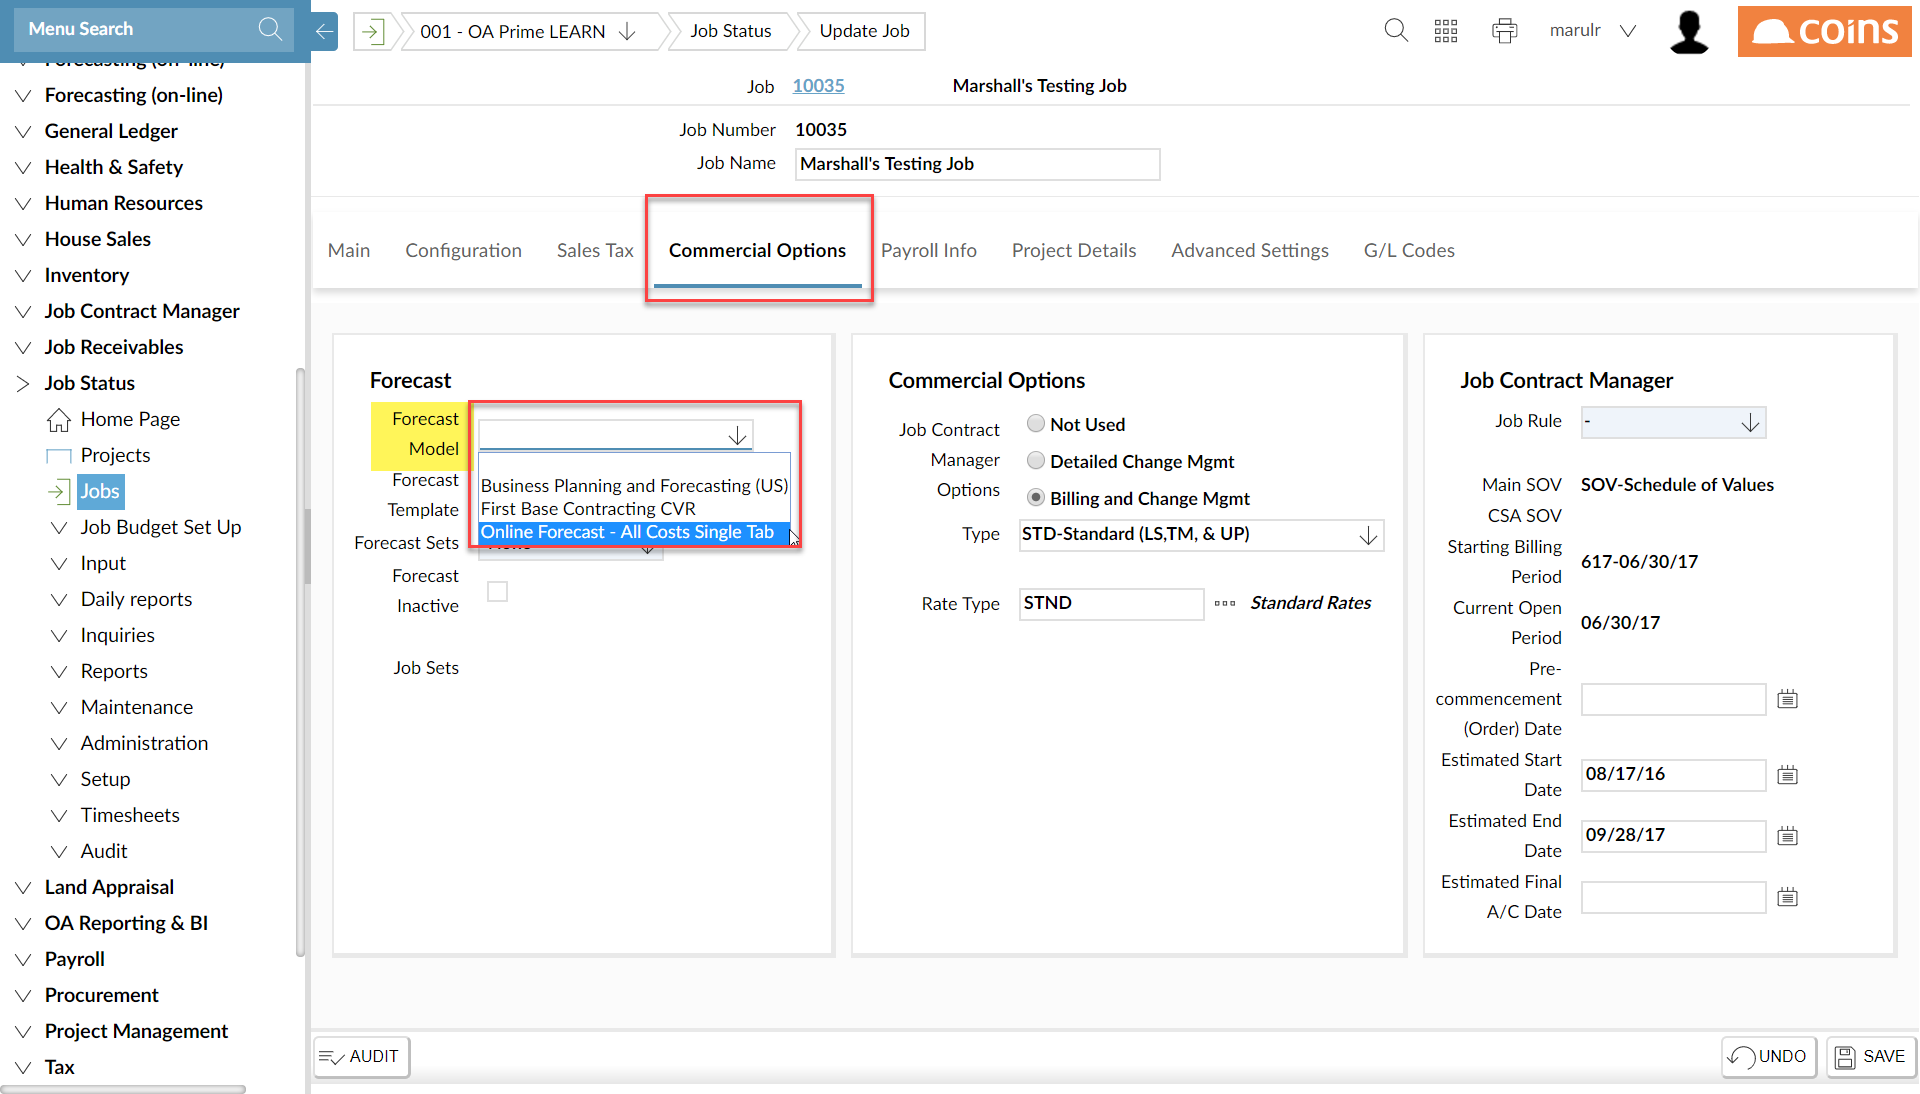 Menu Search
001 - OA Prime LEARN
Job Status
Update Job
marulr
coins
Forecasting (on-line)
Forecasting (on-line)
General Ledger
Health & Safety
Human Resources
House Sales
Inventory
Job Contract Manager
Job Receivables
Job Status
Home Page
Projects
Jobs
Job Budget Set Up
Input
Daily reports
Inquiries
Reports
Maintenance
Administration
Setup
Timesheets
Audit
Land Appraisal
OA Reporting & BI
Payroll
Procurement
Project Management
Tax
Job 10035 Marshall's Testing Job
Job Number 10035
Job Name Marshall's Testing Job
Main Configuration Sales Tax Commercial Options Payroll Info Project Details Advanced Settings G/L Codes
Forecast
Forecast
Model
Business Planning and Forecasting (US)
First Base Contracting CVR
Online Forecast - All Costs Single Tab
Forecast
Template
Forecast Sets
Forecast
Inactive
Job Sets
Commercial Options
Job Contract
Manager
Options
Not Used
Detailed Change Mgmt
Billing and Change Mgmt
Type STD-Standard (LS,TM, & UP)
Rate Type STND Standard Rates
Job Contract Manager
Job Rule -
Main SOV SOV-Schedule of Values
CSA SOV
Starting Billing
Period
617-06/30/17
Current Open
Period
06/30/17
Pre-
commencement
(Order) Date
Estimated Start
Date
08/17/16
Estimated End
Date
09/28/17
Estimated Final
A/C Date
AUDIT
UNDO
SAVE